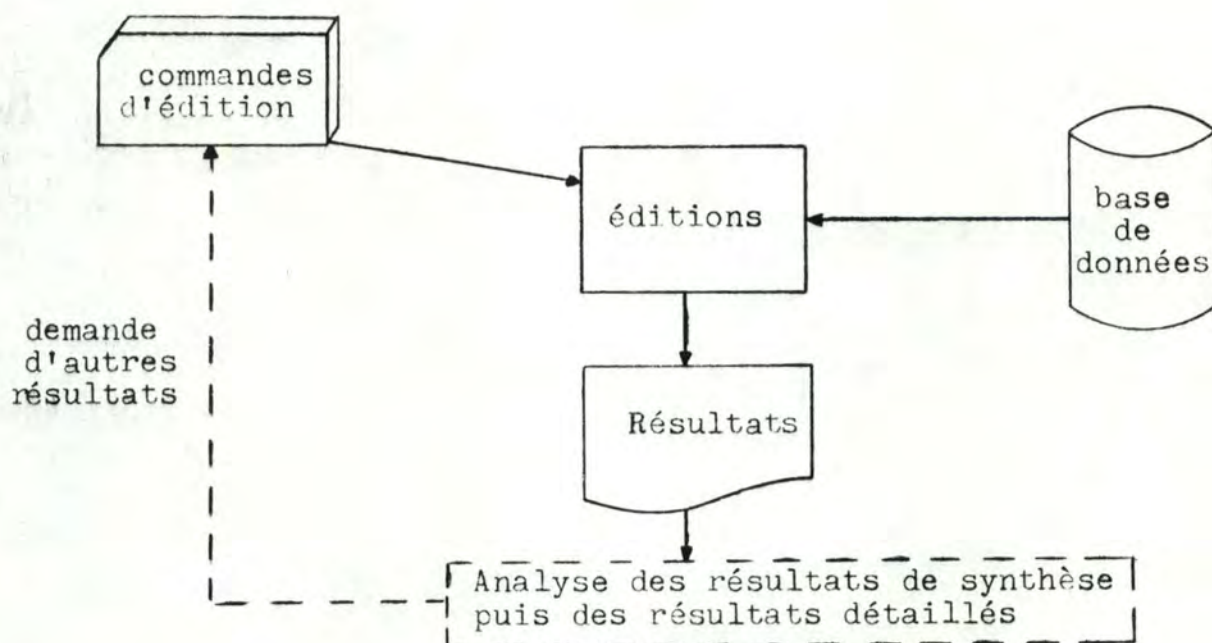 commandes
d'édition
éditions
base
de
données
demande
d'autres
résultats
Résultats
Analyse des résultats de synthèse
puis des résultats détaillés